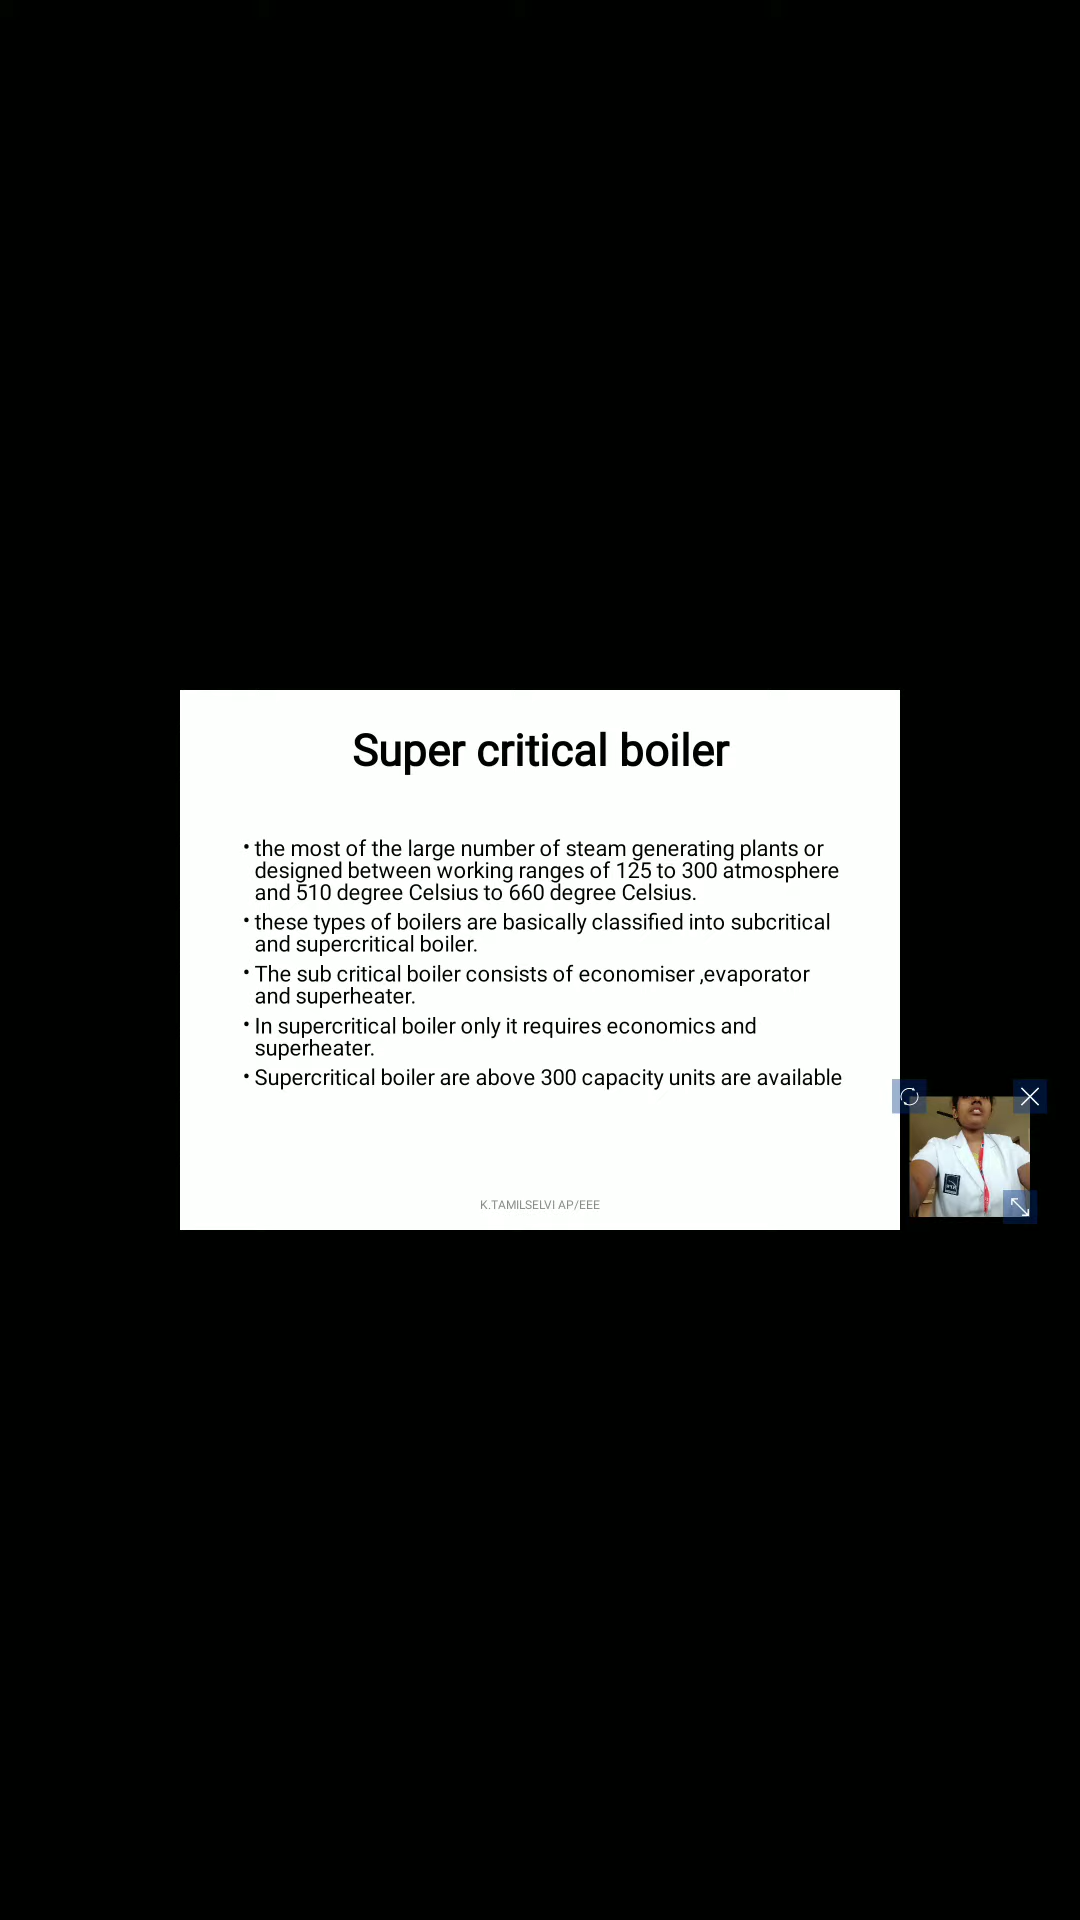 Super critical boiler
• the most of the large number of steam generating plants or
designed between working ranges of 125 to 300 atmosphere
and 510 degree Celsius to 660 degree Celsius.
• these types of boilers are basically classified into subcritical
and supercritical boiler.
• The sub critical boiler consists of economiser ,evaporator
and superheater.
• In supercritical boiler only it requires economics and
superheater.
• Supercritical boiler are above 300 capacity units are available
K.TAMILSELVI AP/EEE